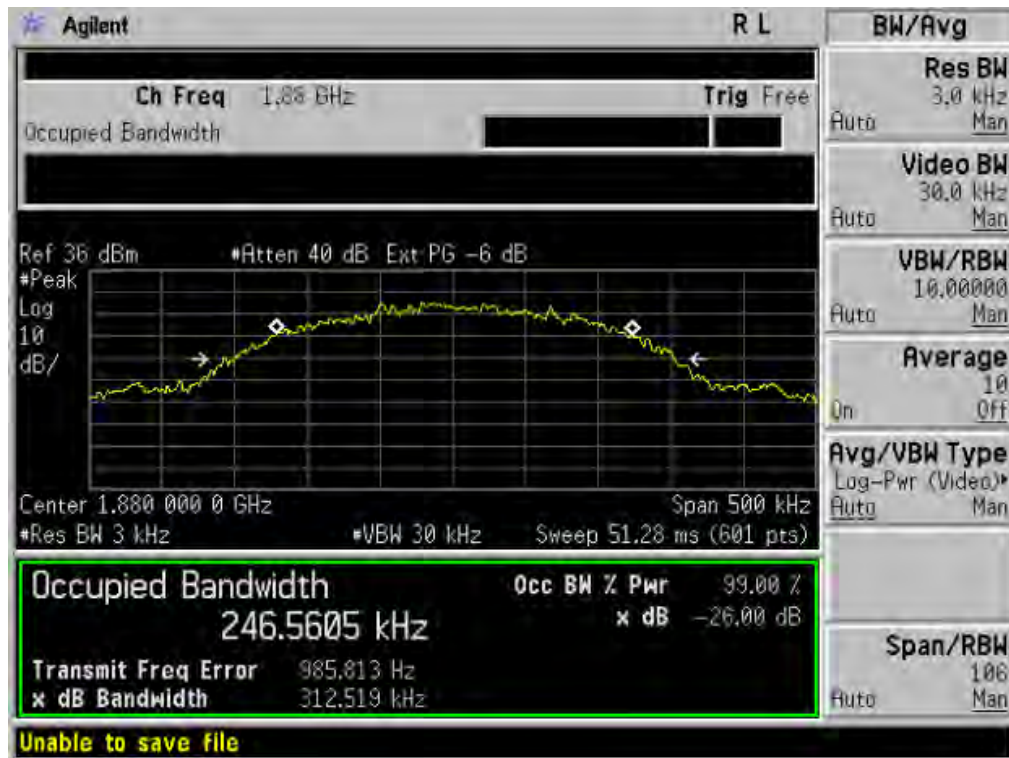 Agilent R L
Ch Freq 1.88 GHz Trig Free
Occupied Bandwidth
Ref 36 dBm #Atten 40 dB Ext PG -6 dB
#Peak
Log
10
dB/
Center 1.880 000 0 GHz Span 500 kHz
#Res BW 3 kHz #VBW 30 kHz Sweep 51.28 ms (601 pts)
Occupied Bandwidth
246.5605 kHz
Occ BW % Pwr 99.00 %
x dB -26.00 dB
Transmit Freq Error 985.813 Hz
x dB Bandwidth 312.519 kHz
Unable to save file
BW/Avg
Res BW
3.0 kHz
Auto Man
Video BW
30.0 kHz
Auto Man
VBW/RBW
10.00000
Auto Man
Average
10
On Off
Avg/VBW Type
Log-Pwr (Video)
Auto Man
Span/RBW
106
Auto Man